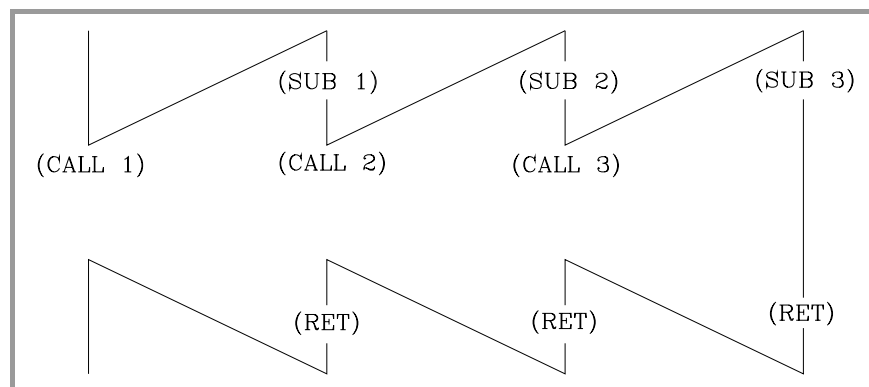 (SUB 1) (SUB 2) (SUB 3)
(CALL 1) (CALL 2) (CALL 3)
(RET) (RET) (RET)